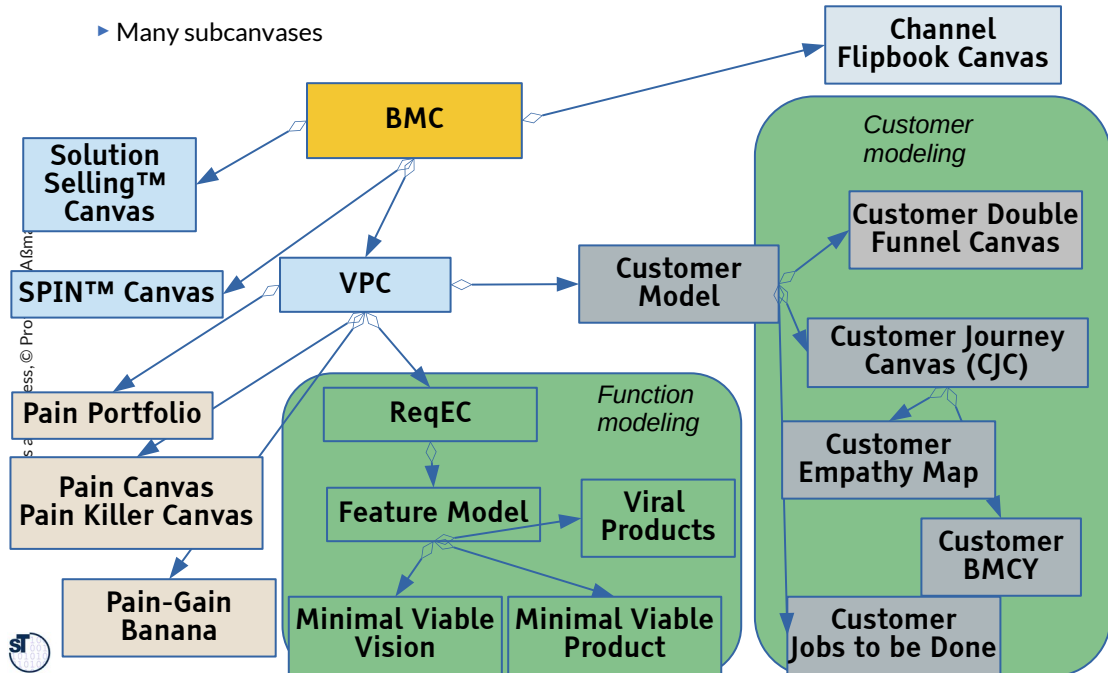 Many subcanvases
Channel
Flipbook Canvas
BMC
Customer
modeling
Solution
Selling™
Canvas
Customer Double
Funnel Canvas
SPIN™ Canvas
VPC
Customer
Model
Customer Journey
Canvas (CJC)
Pain Portfolio
ReqEC
Function
modeling
Customer
Empathy Map
Pain Canvas
Pain Killer Canvas
Feature Model
Viral
Products
Customer
BMCY
Pain-Gain
Banana
Minimal Viable
Vision
Minimal Viable
Product
Customer
Jobs to be Done
ST